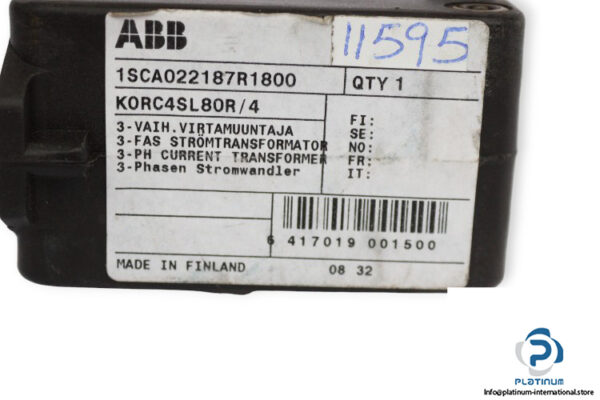 ABB
11595
1SCA022187R1800
QTY 1
KORC4SL80R/4
3-VAIH.VIRTAMUUNTAJA
3-FAS STRÖMTRANSFORMATOR
3-PH CURRENT TRANSFORMER
3-Phasen Stromwandler
FI:
SE:
NO:
FR:
IT:
6 417019 001500
MADE IN FINLAND
08 32
PLATINUM
Info@platinum-international.store